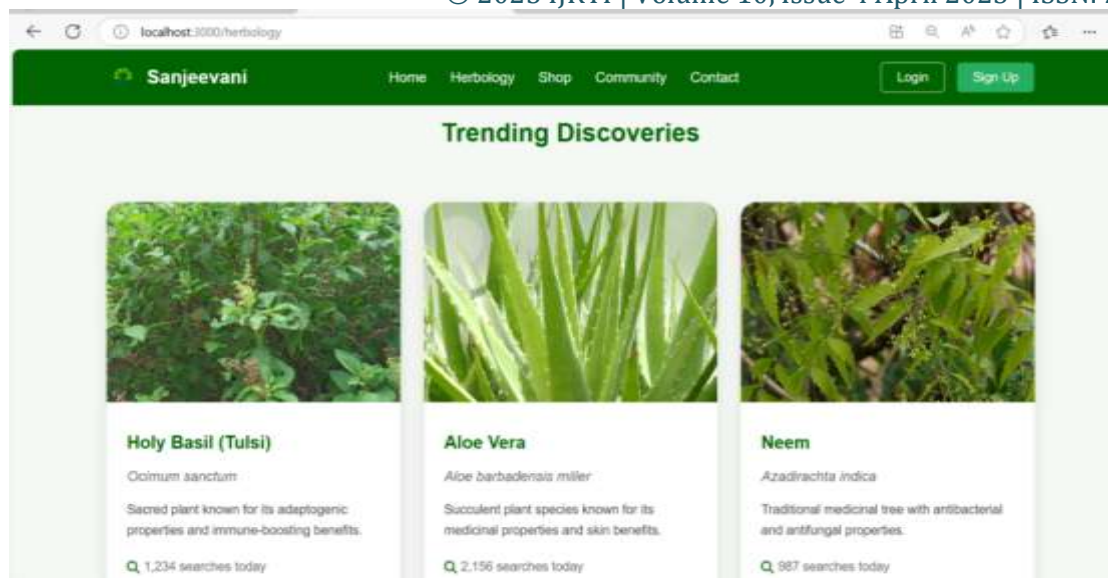 © 2025 IJRTI | Volume 10, Issue 4 April 2025 | ISSN:
localhost:3000/herbology
Sanjeevani Home Herbology Shop Community Contact Login Sign Up
Trending Discoveries
Holy Basil (Tulsi)
Ocimum sanctum
Sacred plant known for its adaptogenic
properties and immune-boosting benefits.
1,234 searches today
Aloe Vera
Aloe barbadensis miller
Succulent plant species known for its
medicinal properties and skin benefits.
2,156 searches today
Neem
Azadirachta indica
Traditional medicinal tree with antibacterial
and antifungal properties.
987 searches today